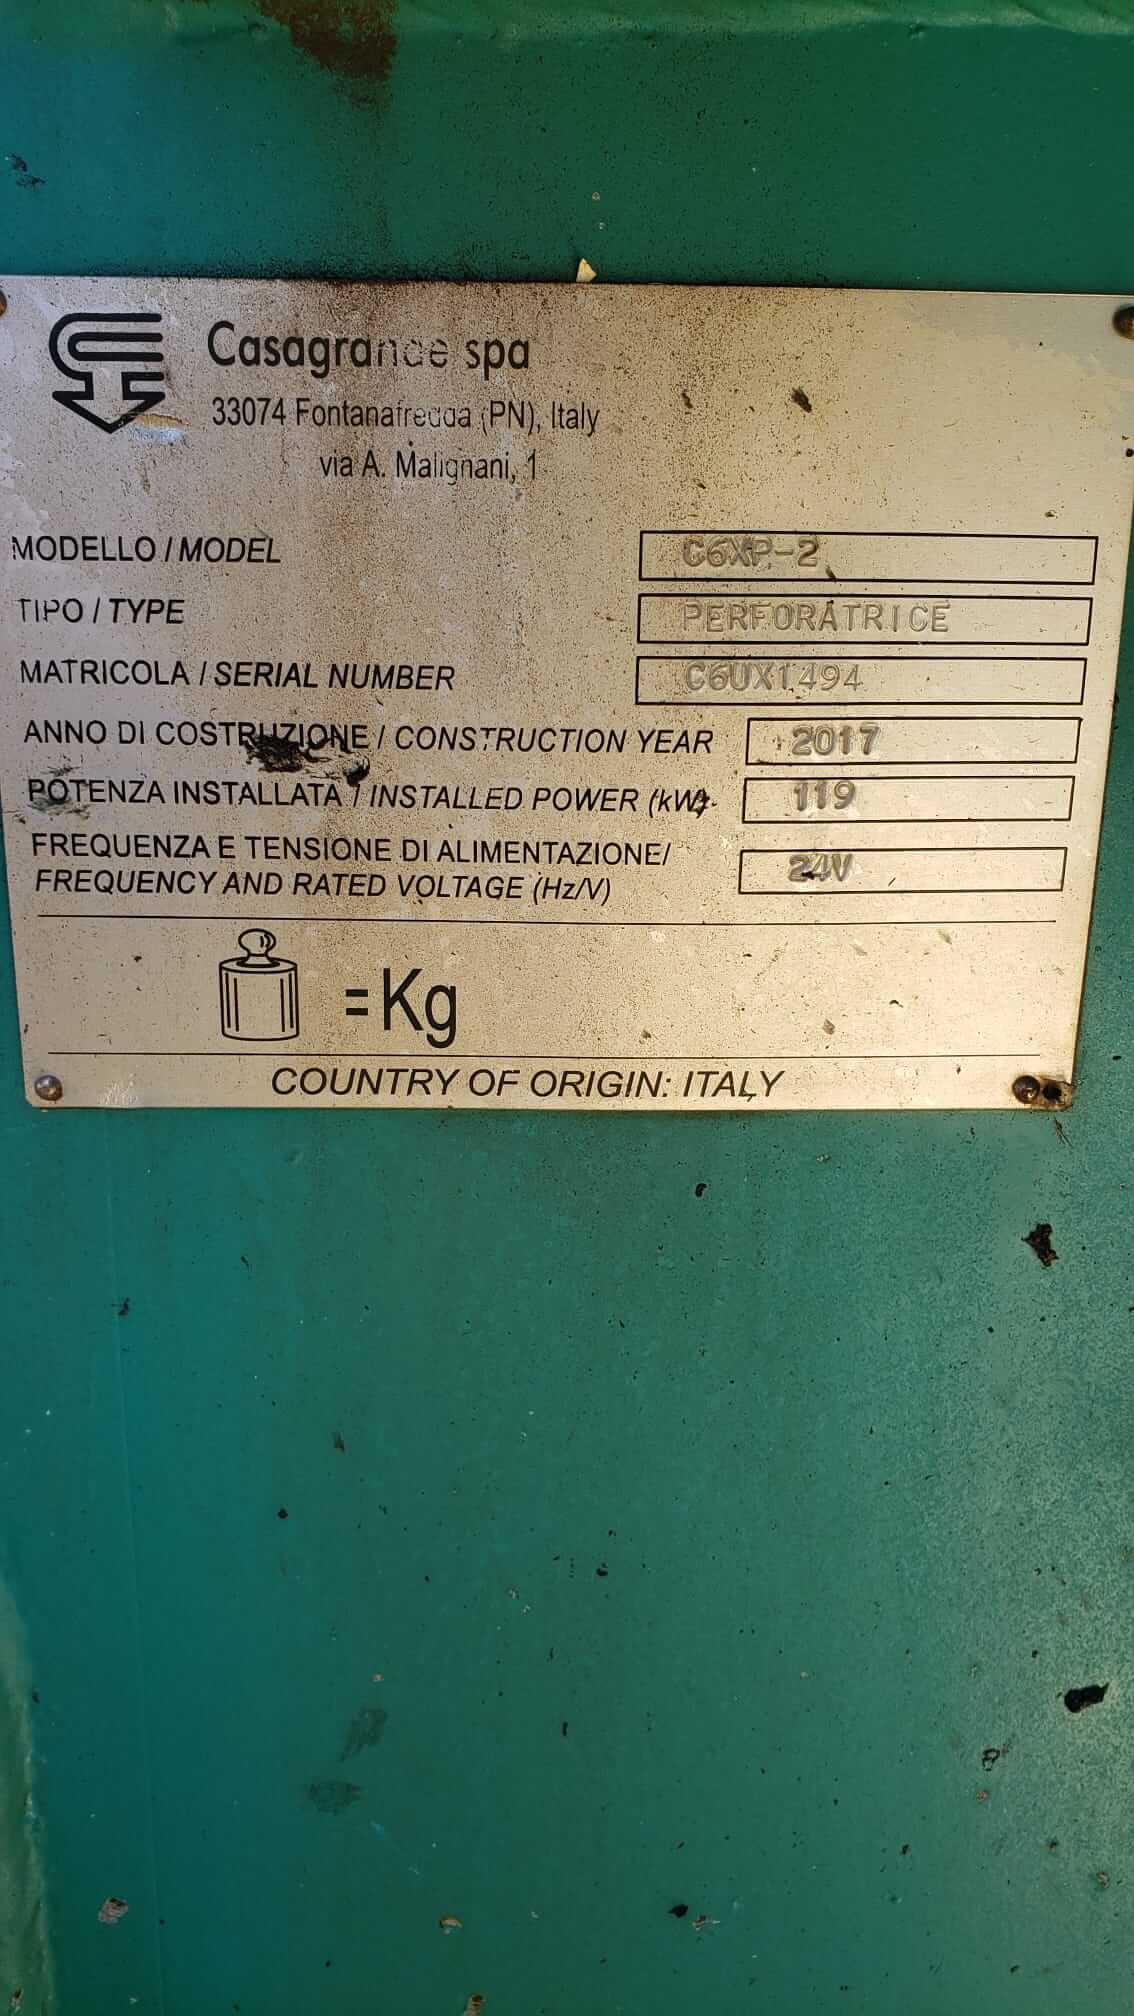 Casagrande spa
33074 Fontanafredda (PN), Italy
via A. Malignani, 1
MODELLO / MODEL C6XP-2
TIPO / TYPE PERFORATRICE
MATRICOLA / SERIAL NUMBER C6UX1494
ANNO DI COSTRUZIONE / CONSTRUCTION YEAR 2017
POTENZA INSTALLATA / INSTALLED POWER (kW) 119
FREQUENZA E TENSIONE DI ALIMENTAZIONE/
FREQUENCY AND RATED VOLTAGE (Hz/V) 24V
=Kg
COUNTRY OF ORIGIN: ITALY